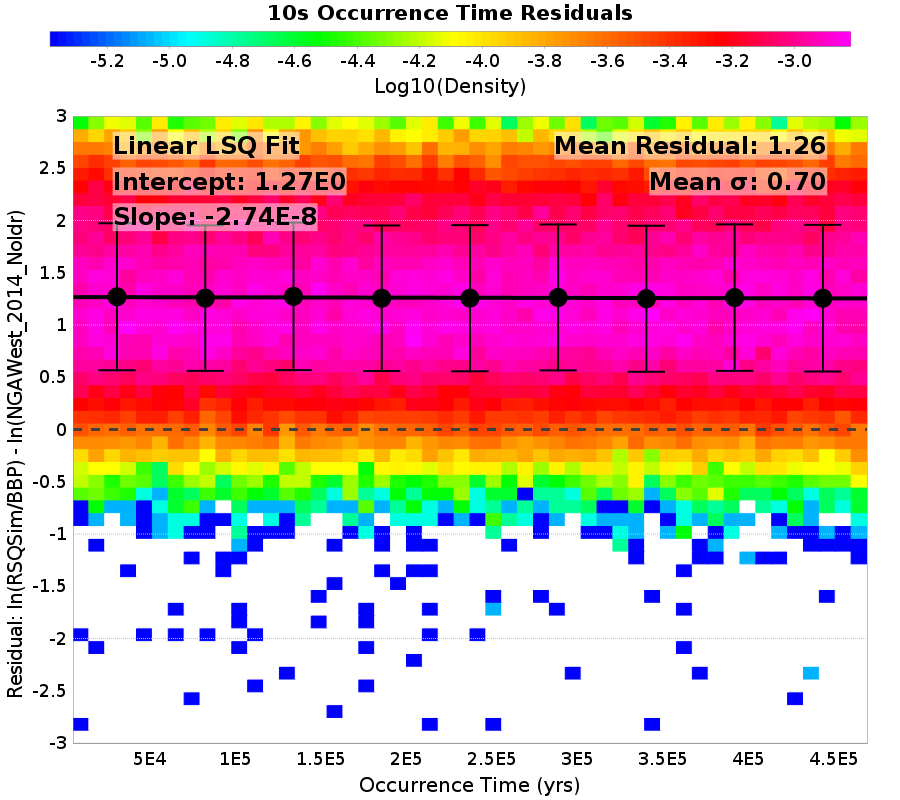 10s Occurrence Time Residuals
-5.2 -5.0 -4.8 -4.6 -4.4 -4.2 -4.0 -3.8 -3.6 -3.4 -3.2 -3.0
Log10(Density)
Linear LSQ Fit
Intercept: 1.27E0
Slope: -2.74E-8
Mean Residual: 1.26
Mean σ: 0.70
3
2.5
2
1.5
1
0.5
0
-0.5
-1
-1.5
-2
-2.5
-3
Residual: ln(RSQSim/BBP) - ln(NGAWest_2014_NoIdr)
5E4 1E5 1.5E5 2E5 2.5E5 3E5 3.5E5 4E5 4.5E5
Occurrence Time (yrs)